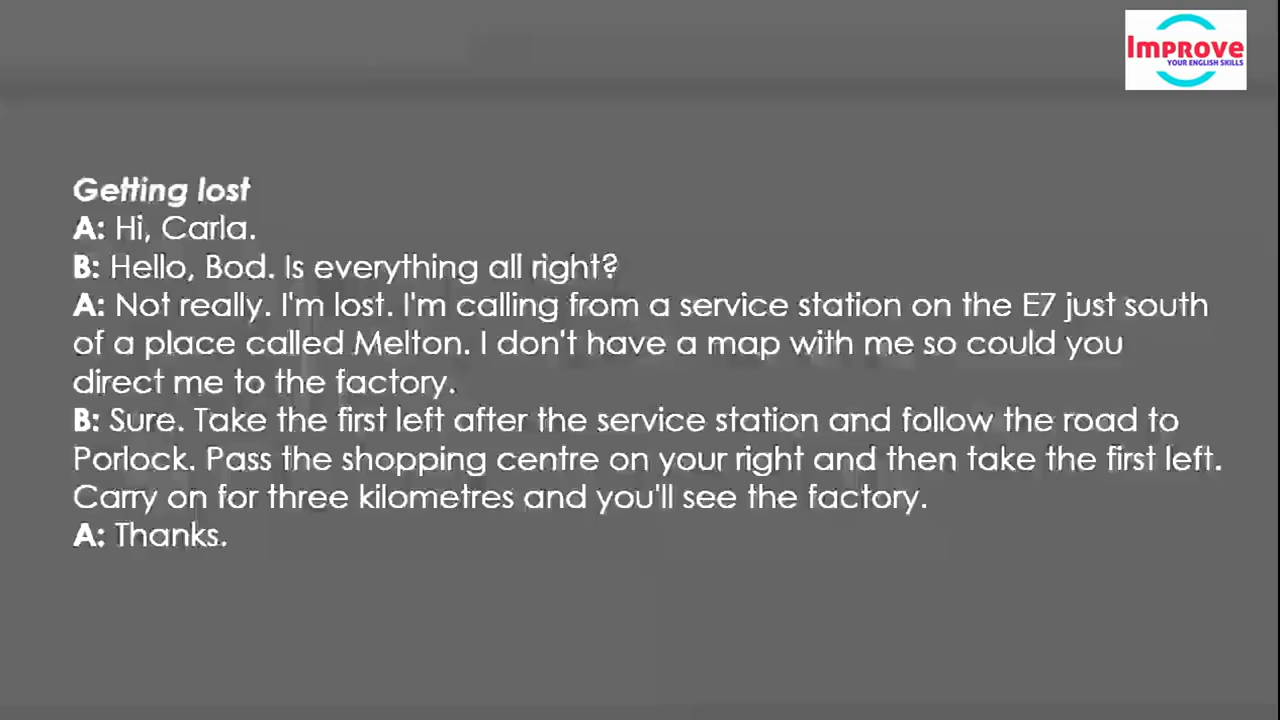 IMPROVE
YOUR ENGLISH SKILLS
Getting lost
A: Hi, Carla.
B: Hello, Bod. Is everything all right?
A: Not really. I'm lost. I'm calling from a service station on the E7 just south
of a place called Melton. I don't have a map with me so could you
direct me to the factory.
B: Sure. Take the first left after the service station and follow the road to
Porlock. Pass the shopping centre on your right and then take the first left.
Carry on for three kilometres and you'll see the factory.
A: Thanks.